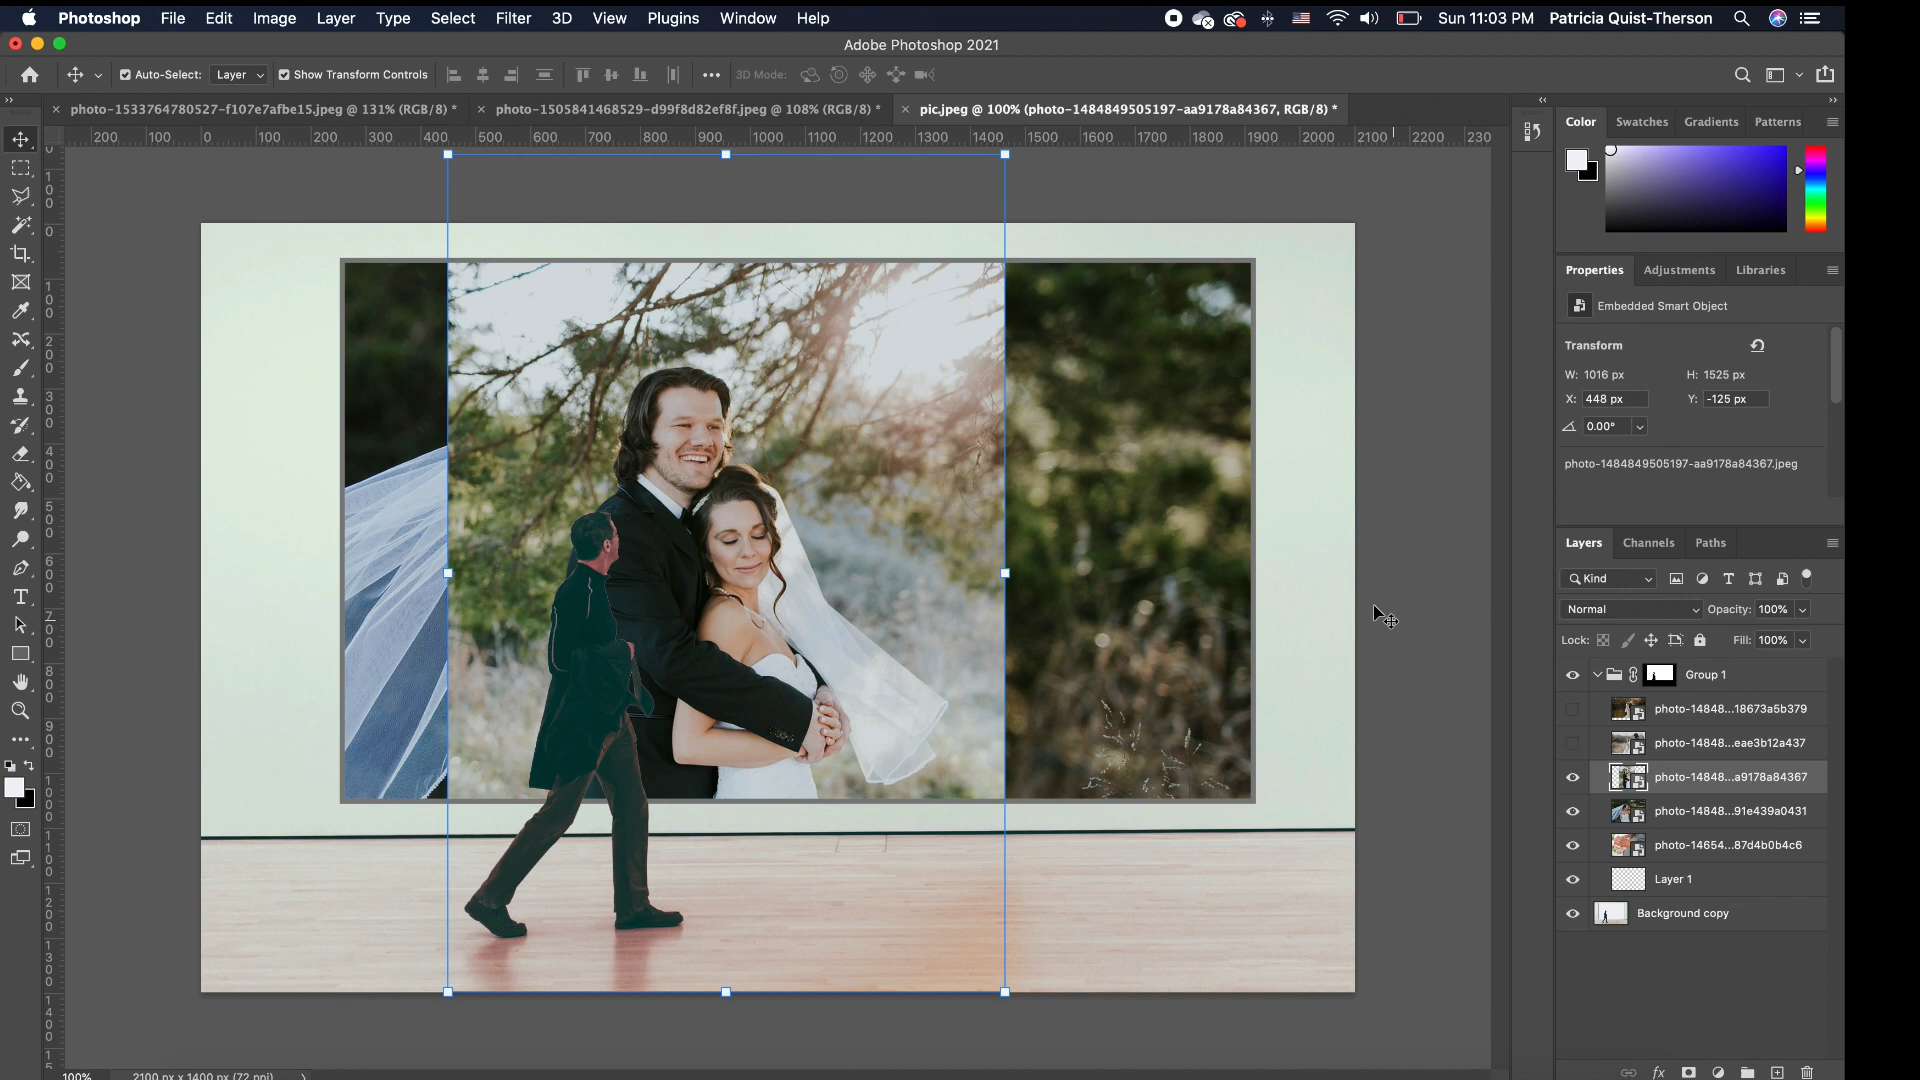 Photoshop File Edit Image Layer Type Select Filter 3D View Plugins Window Help Sun 11:03 PM Patricia Quist-Therson
Adobe Photoshop 2021
Auto-Select: Layer Show Transform Controls 3D Mode:
photo-1533764780527-f107e7afbe15.jpeg @ 131% (RGB/8) * photo-1505841468529-d99f8d82ef8f.jpeg @ 108% (RGB/8) * pic.jpeg @ 100% (photo-1484849505197-aa9178a84367, RGB/8) *
200 100 0 100 200 300 400 500 600 700 800 900 1000 1100 1200 1300 1400 1500 1600 1700 1800 1900 2000 2100 2200 230
Color Swatches Gradients Patterns
Properties Adjustments Libraries
Embedded Smart Object
Transform
W: 1016 px H: 1525 px
X: 448 px Y: -125 px
0.00°
photo-1484849505197-aa9178a84367.jpeg
Layers Channels Paths
Kind
Normal Opacity: 100%
Lock: Fill: 100%
Group 1
photo-14848...18673a5b379
photo-14848...eae3b12a437
photo-14848...a9178a84367
photo-14848...91e439a0431
photo-14654...87d4b0b4c6
Layer 1
Background copy
100% 2100 px x 1400 px (72 ppi)